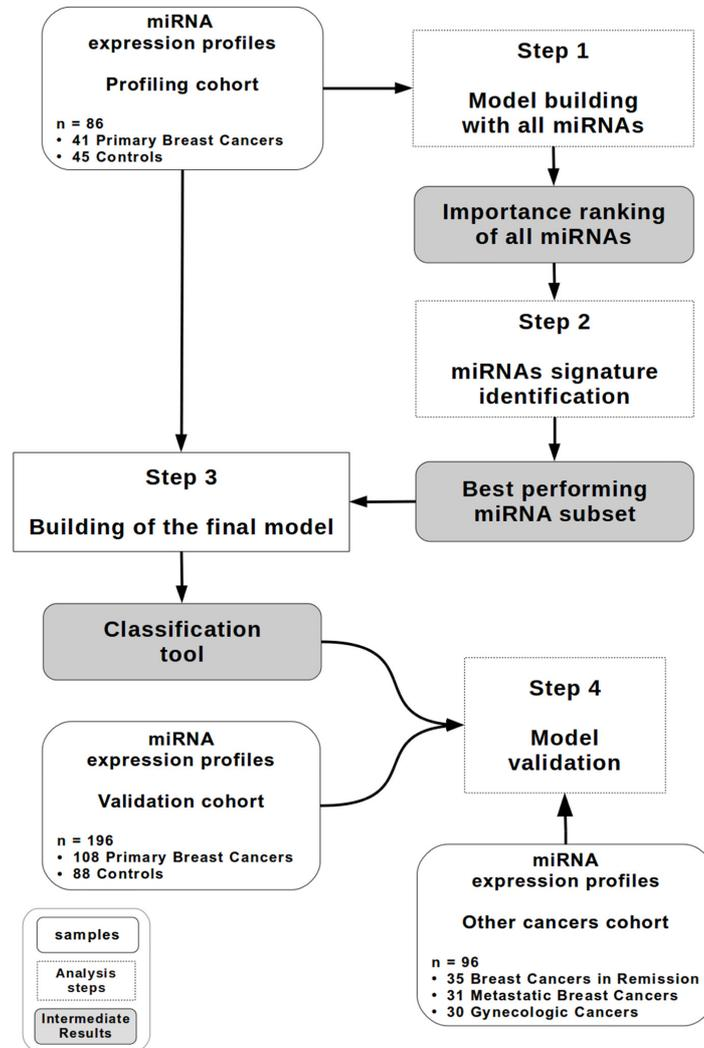 miRNA
expression profiles
Profiling cohort
n = 86
• 41 Primary Breast Cancers
• 45 Controls
Step 1
Model building
with all miRNAs
Importance ranking
of all miRNAs
Step 2
miRNAs signature
identification
Best performing
miRNA subset
Step 3
Building of the final model
Classification
tool
miRNA
expression profiles
Validation cohort
n = 196
• 108 Primary Breast Cancers
• 88 Controls
Step 4
Model
validation
miRNA
expression profiles
Other cancers cohort
n = 96
• 35 Breast Cancers in Remission
• 31 Metastatic Breast Cancers
• 30 Gynecologic Cancers
samples
Analysis
steps
Intermediate
Results